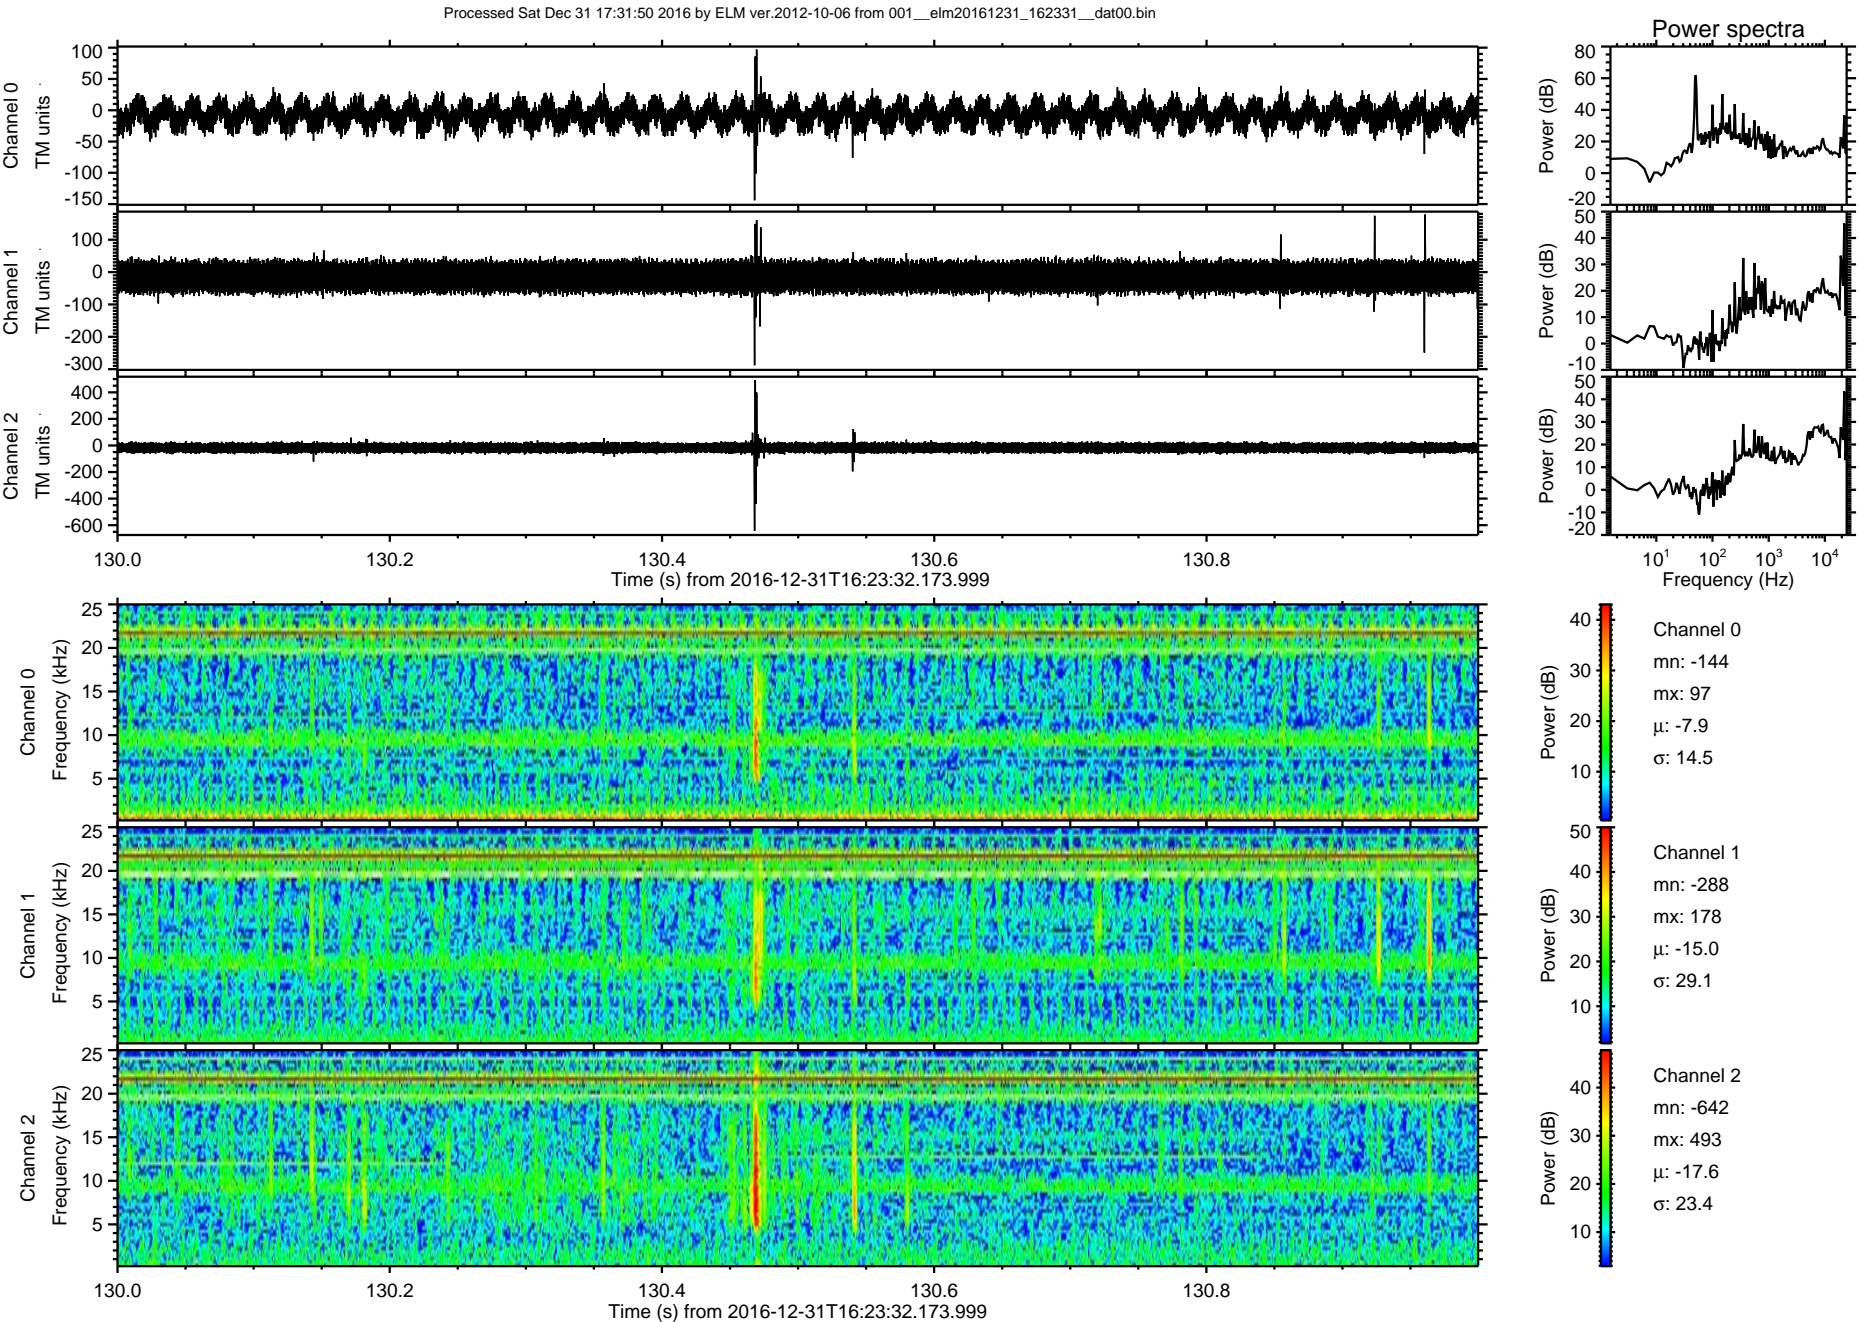 Processed Sat Dec 31 17:31:50 2016 by ELM ver.2012-10-06 from 001__elm20161231_162331__dat00.bin
Power spectra
Channel 0
TM units
100
50
0
-50
-100
-150
Power (dB)
80
60
40
20
0
-20
Channel 1
TM units
100
0
-100
-200
-300
Power (dB)
50
40
30
20
10
0
-10
Channel 2
TM units
400
200
0
-200
-400
-600
Power (dB)
50
40
30
20
10
0
-10
-20
130.0 130.2 130.4 130.6 130.8
Time (s) from 2016-12-31T16:23:32.173.999
10^1 10^2 10^3 10^4
Frequency (Hz)
Channel 0
Frequency (kHz)
25
20
15
10
5
Power (dB)
40
30
20
10
Channel 0
mn: -144
mx: 97
μ: -7.9
σ: 14.5
Channel 1
Frequency (kHz)
25
20
15
10
5
Power (dB)
50
40
30
20
10
Channel 1
mn: -288
mx: 178
μ: -15.0
σ: 29.1
Channel 2
Frequency (kHz)
25
20
15
10
5
Power (dB)
40
30
20
10
Channel 2
mn: -642
mx: 493
μ: -17.6
σ: 23.4
130.0 130.2 130.4 130.6 130.8
Time (s) from 2016-12-31T16:23:32.173.999